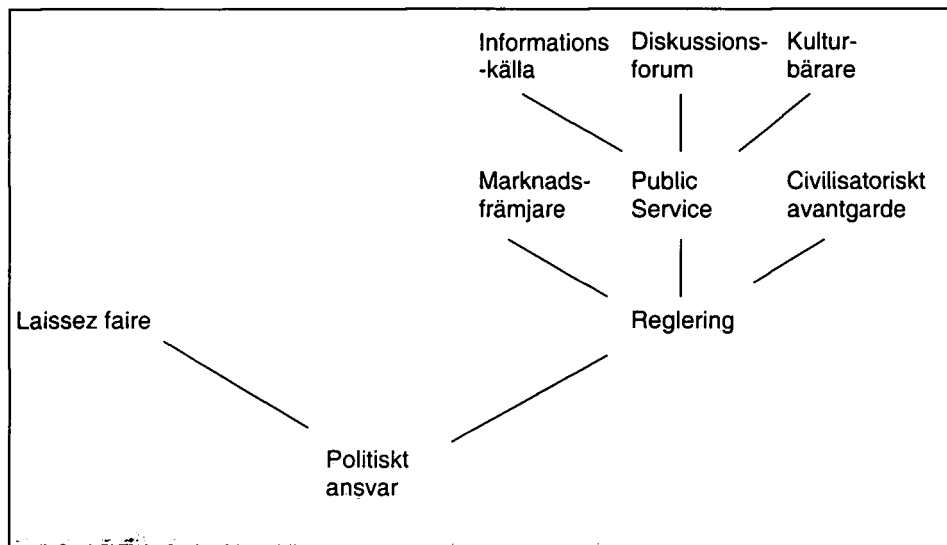 Informations
-källa
Diskussions-
forum
Kultur-
bärare
Marknads-
främjare
Public
Service
Civilisatoriskt
avantgarde
Laissez faire
Reglering
Politiskt
ansvar